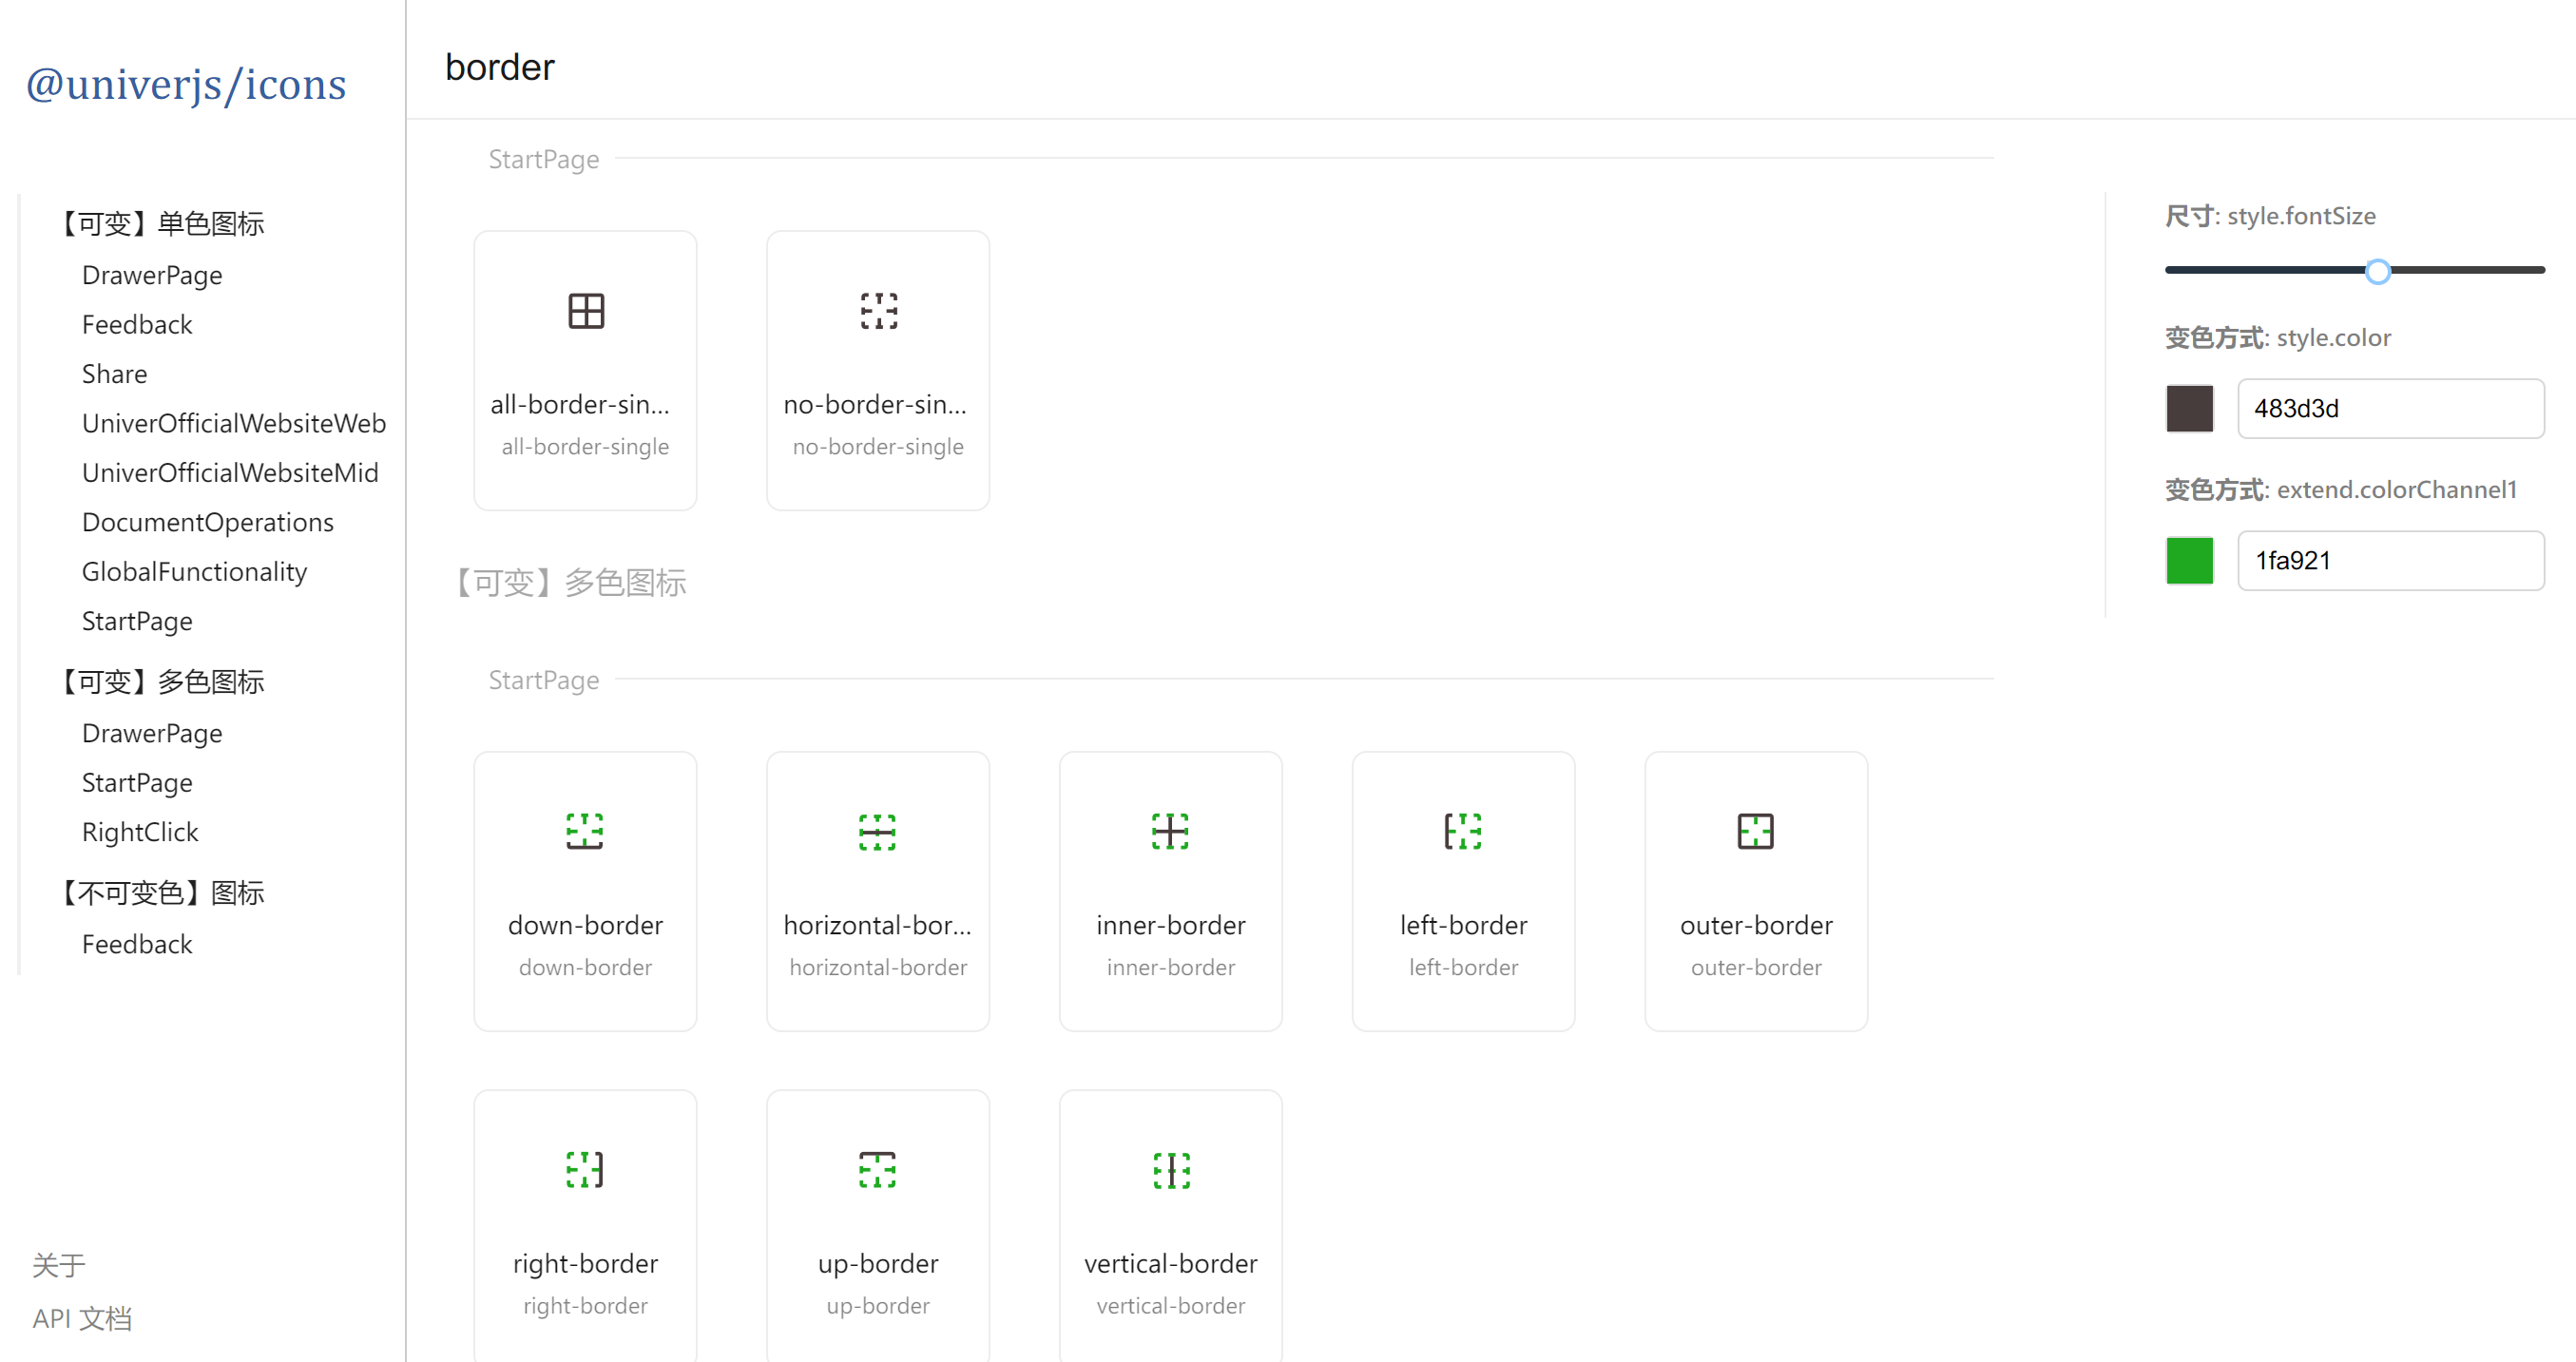 @univerjs/icons
【可变】单色图标
DrawerPage
Feedback
Share
UniverOfficialWebsiteWeb
UniverOfficialWebsiteMid
DocumentOperations
GlobalFunctionality
StartPage
【可变】多色图标
DrawerPage
StartPage
RightClick
【不可变色】图标
Feedback
关于
API 文档
border
StartPage
all-border-sin...
all-border-single
no-border-sin...
no-border-single
【可变】多色图标
StartPage
down-border
down-border
horizontal-bor...
horizontal-border
inner-border
inner-border
left-border
left-border
outer-border
outer-border
right-border
right-border
up-border
up-border
vertical-border
vertical-border
尺寸: style.fontSize
变色方式: style.color
483d3d
变色方式: extend.colorChannel1
1fa921